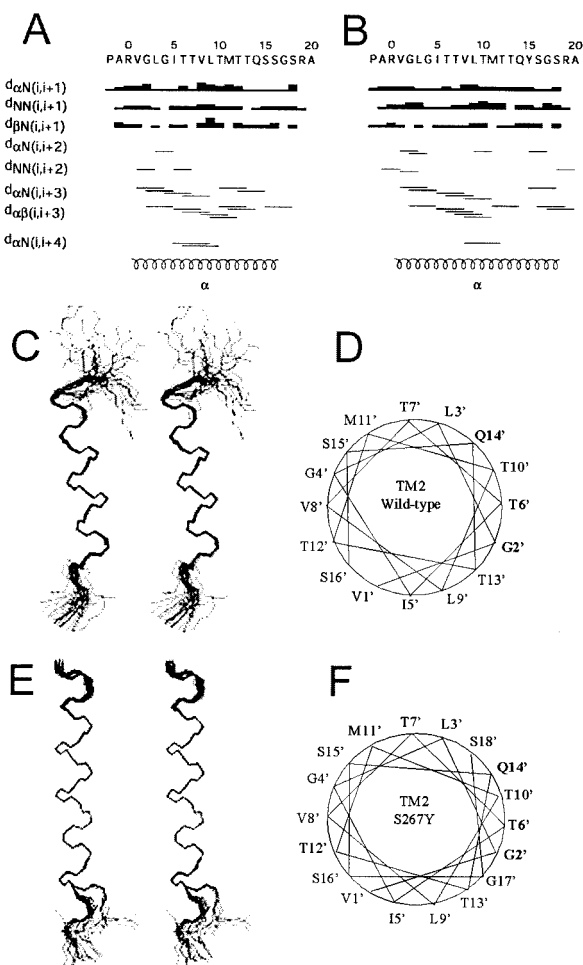 A
B
0 5 10 15 20
PARVGLGITTVLTMTTQSSGSRA
0 5 10 15 20
PARVGLGITTVLTMTTQYSGSRA
dαN(i,i+1)
dNN(i,i+1)
dβN(i,i+1)
dαN(i,i+2)
dNN(i,i+2)
dαN(i,i+3)
dαβ(i,i+3)
dαN(i,i+4)
α
α
C
D
T7'
M11'
L3'
S15'
Q14'
G4'
T10'
TM2
V8'
Wild-type
T6'
T12'
G2'
S16'
T13'
V1'
L9'
I5'
E
F
T7'
M11'
L3'
S15'
S18'
G4'
Q14'
TM2
T10'
V8'
S267Y
T6'
T12'
G2'
S16'
G17'
V1'
T13'
I5'
L9'